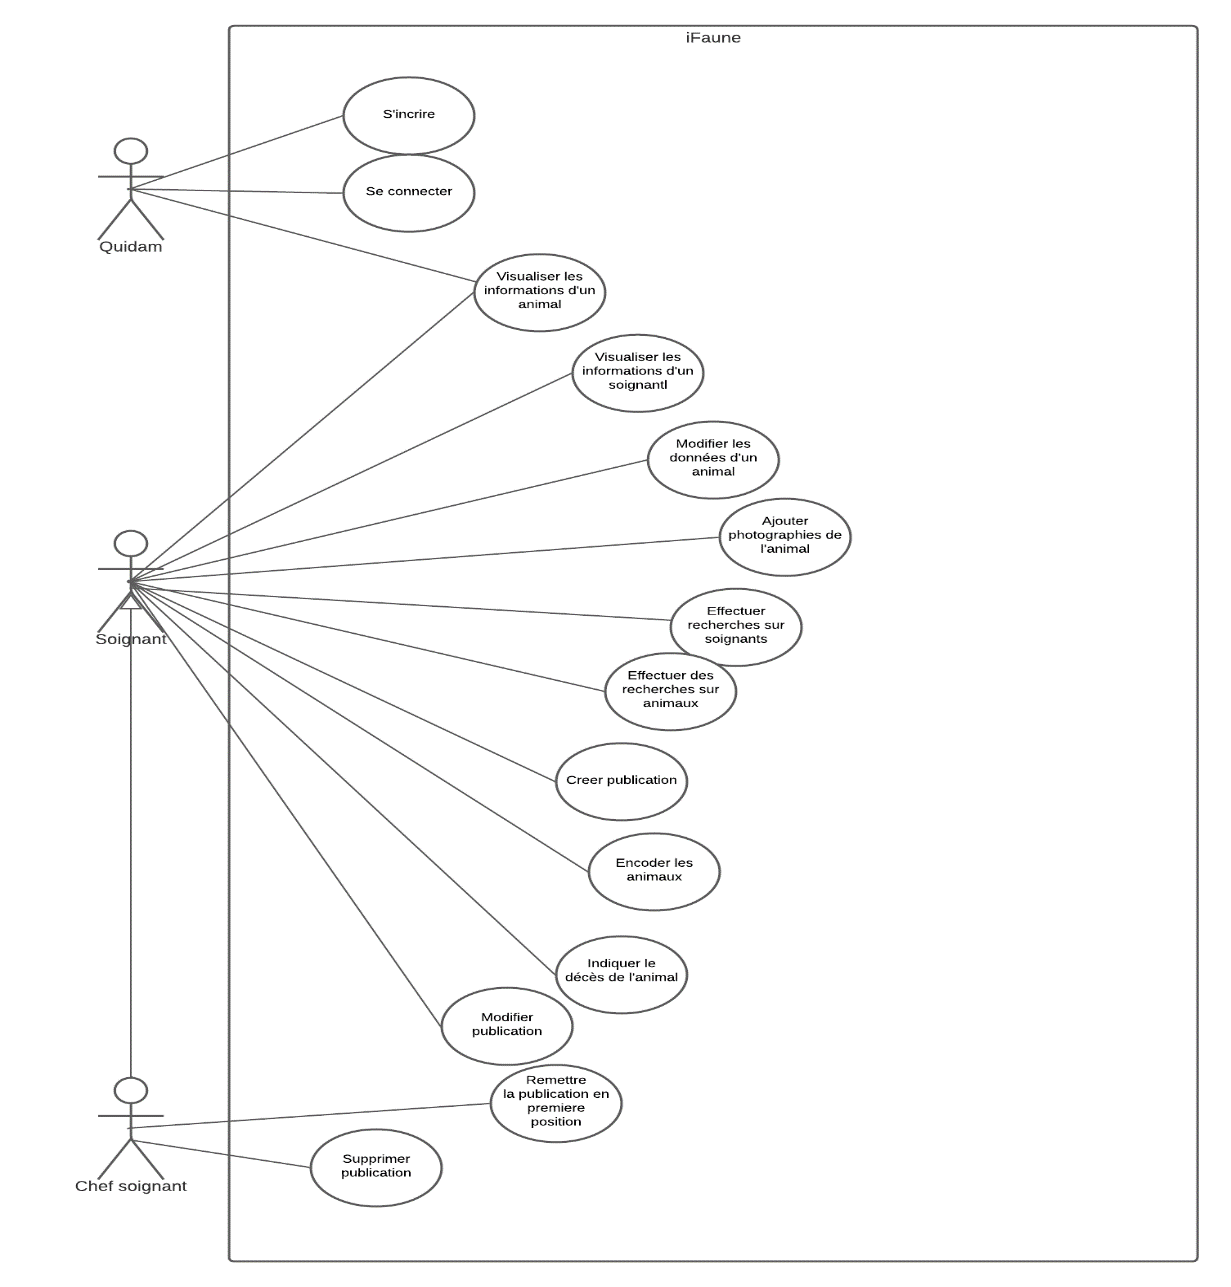 iFaune
S'incrire
Se connecter
Quidam
Visualiser les
informations d'un
animal
Visualiser les
informations d'un
soignantl
Modifier les
données d'un
animal
Ajouter
photographies de
l'animal
Effectuer
recherches sur
soignants
Soignant
Effectuer des
recherches sur
animaux
Creer publication
Encoder les
animaux
Indiquer le
décès de l'animal
Modifier
publication
Remettre
la publication en
premiere
position
Supprimer
publication
Chef soignant